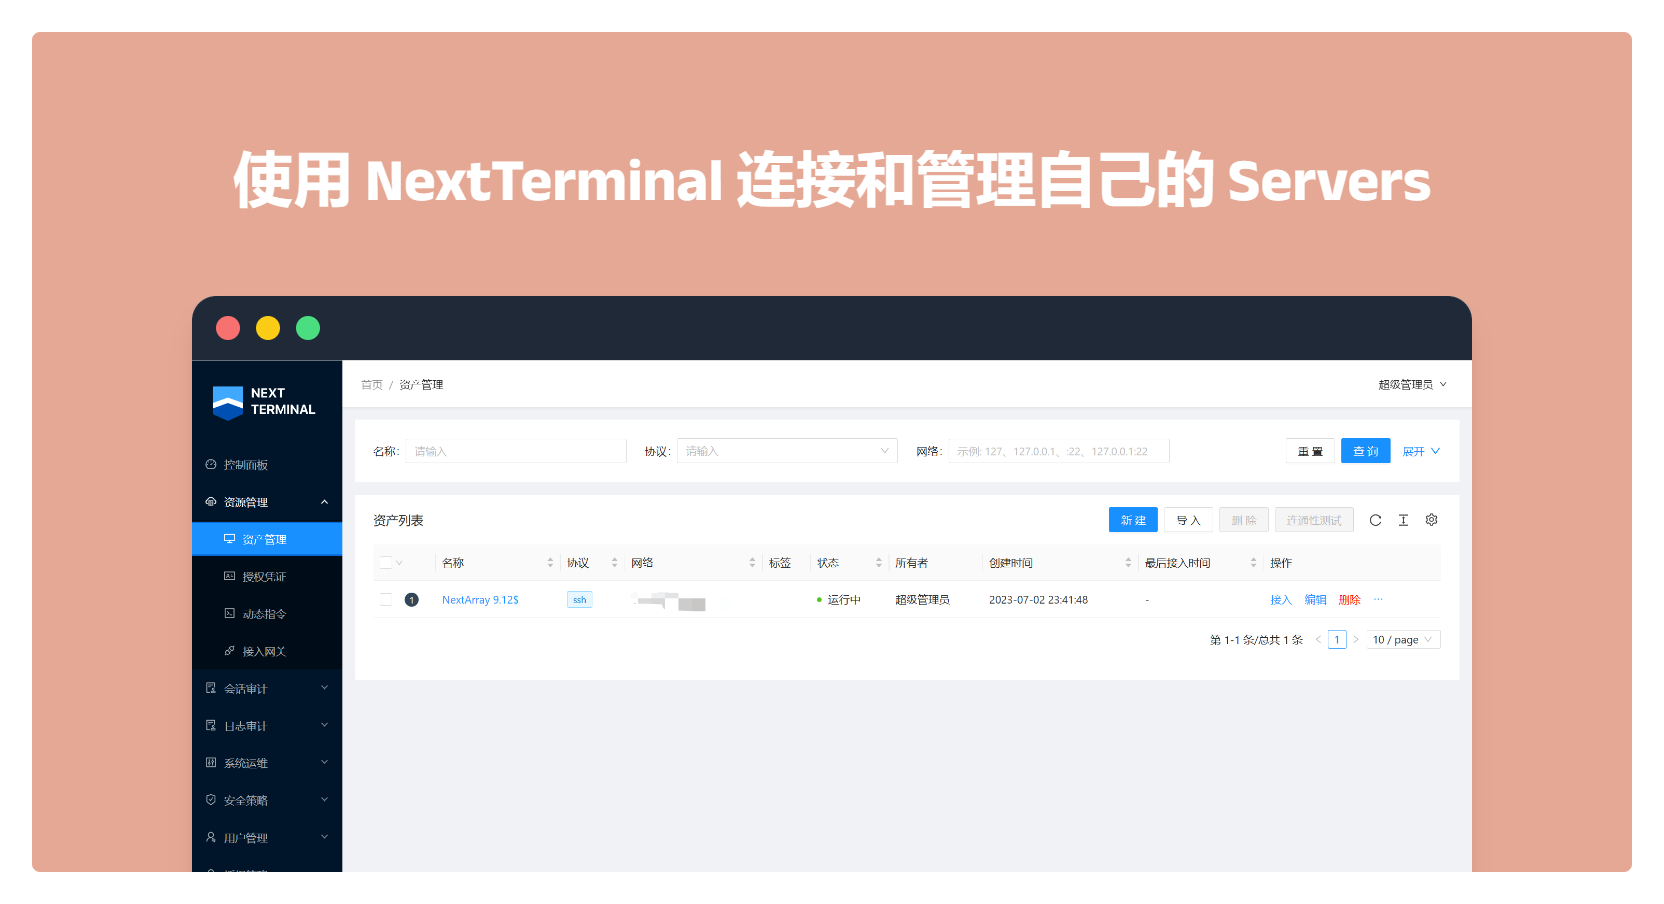 使用 NextTerminal 连接和管理自己的 Servers
NEXT
TERMINAL
首页 / 资产管理
超级管理员
名称: 请输入
协议: 请输入
网络: 示例: 127、127.0.0.1、:22、127.0.0.1:22
重置
查询
展开
控制面板
资源管理
资产管理
授权凭证
动态指令
接入网关
会话审计
日志审计
系统运维
安全策略
用户管理
资产列表
新建
导入
删除
连通性测试
名称 协议 网络 标签 状态 所有者 创建时间 最后接入时间 操作
1 NextArray 9.12$ ssh 运行中 超级管理员 2023-07-02 23:41:48 - 接入 编辑 删除 ···
第 1-1 条/总共 1 条 < 1 > 10 / page